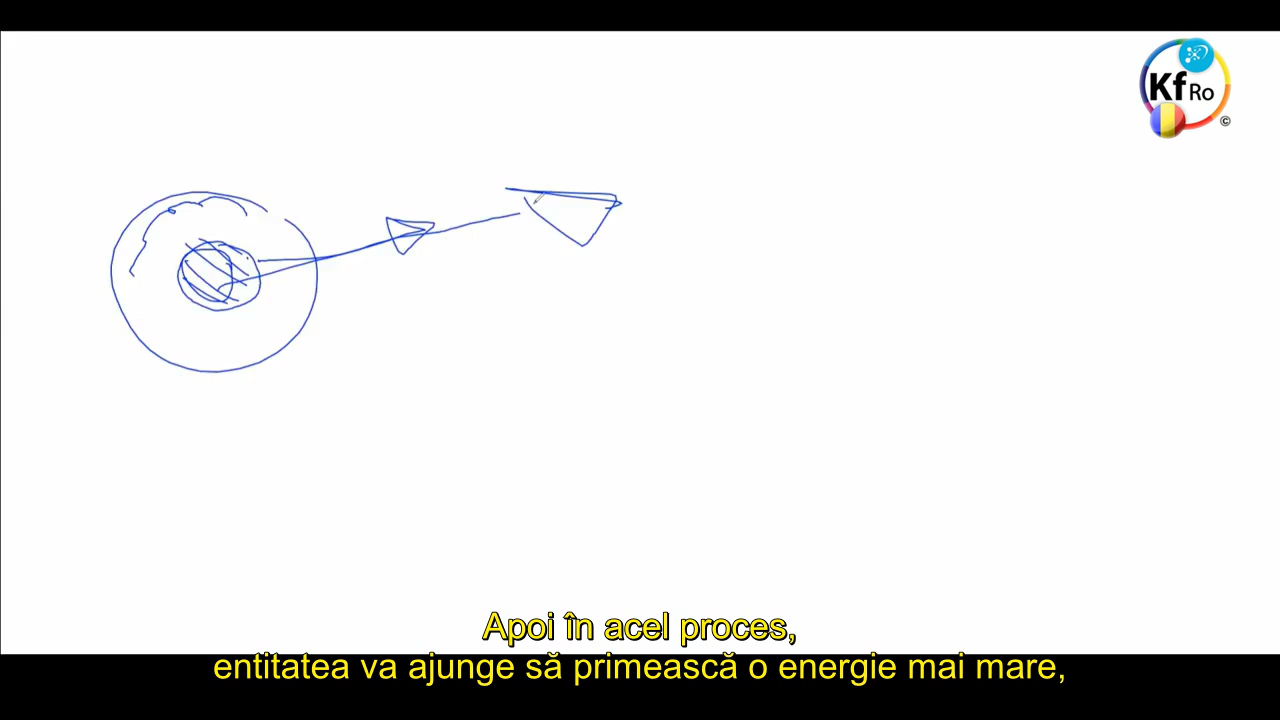 Kf Ro
©
Apoi în acel proces,
entitatea va ajunge să primească o energie mai mare,